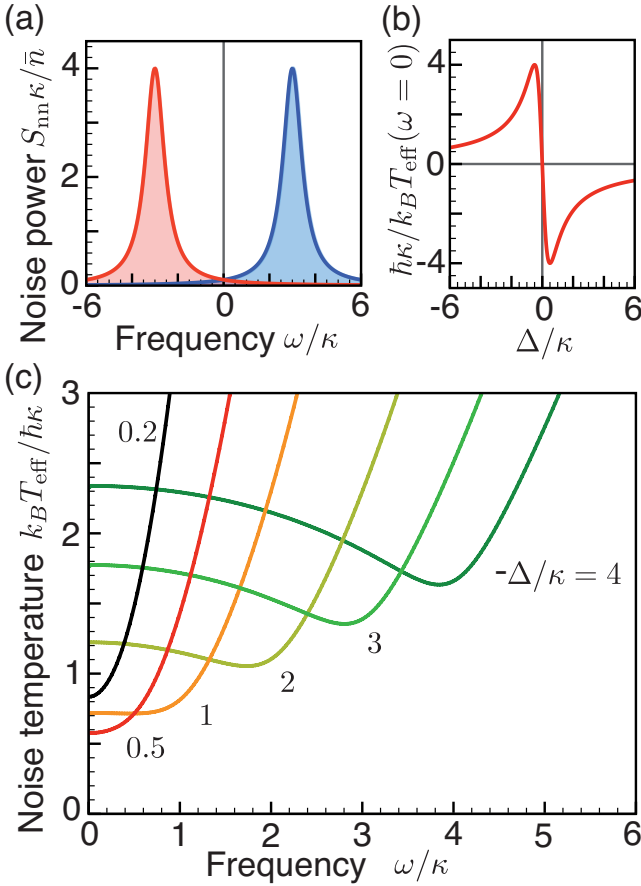 (a)
Noise power S_nn κ/n̄
4
2
0
-6
0
6
Frequency ω/κ
(b)
ħκ/k_B T_eff(ω = 0)
4
0
-4
-6
0
6
Δ/κ
(c)
Noise temperature k_B T_eff/ħκ
3
2
1
0
0.2
0.5
1
2
3
-Δ/κ = 4
0
1
2
3
4
5
6
Frequency ω/κ